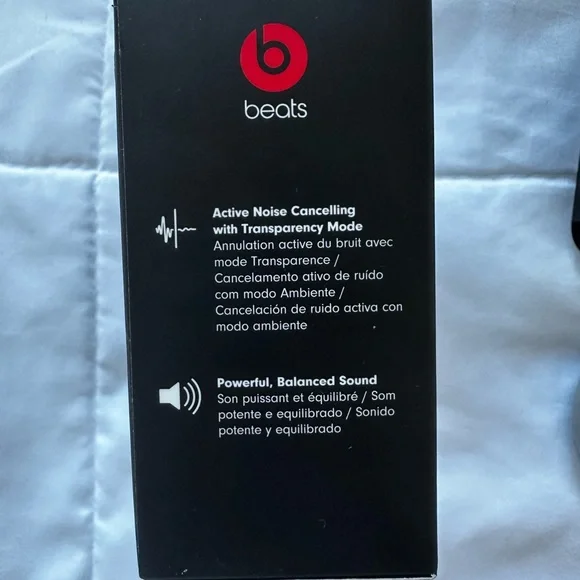 b
beats
Active Noise Cancelling
with Transparency Mode
Annulation active du bruit avec
mode Transparence /
Cancelamento ativo de ruído
com modo Ambiente /
Cancelación de ruido activa con
modo ambiente
Powerful, Balanced Sound
Son puissant et équilibré / Som
potente e equilibrado / Sonido
potente y equilibrado